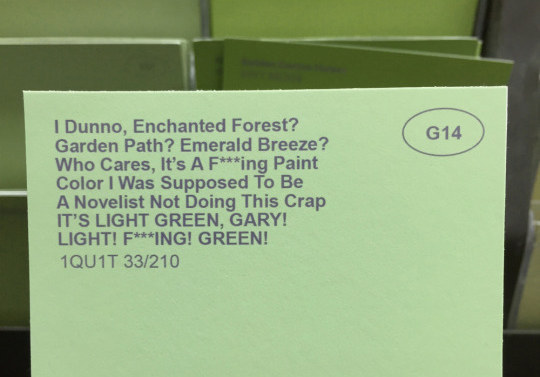 I Dunno, Enchanted Forest?
Garden Path? Emerald Breeze?
Who Cares, It's A F***ing Paint
Color I Was Supposed To Be
A Novelist Not Doing This Crap
IT'S LIGHT GREEN, GARY!
LIGHT! F***ING! GREEN!
1QU1T 33/210
G14